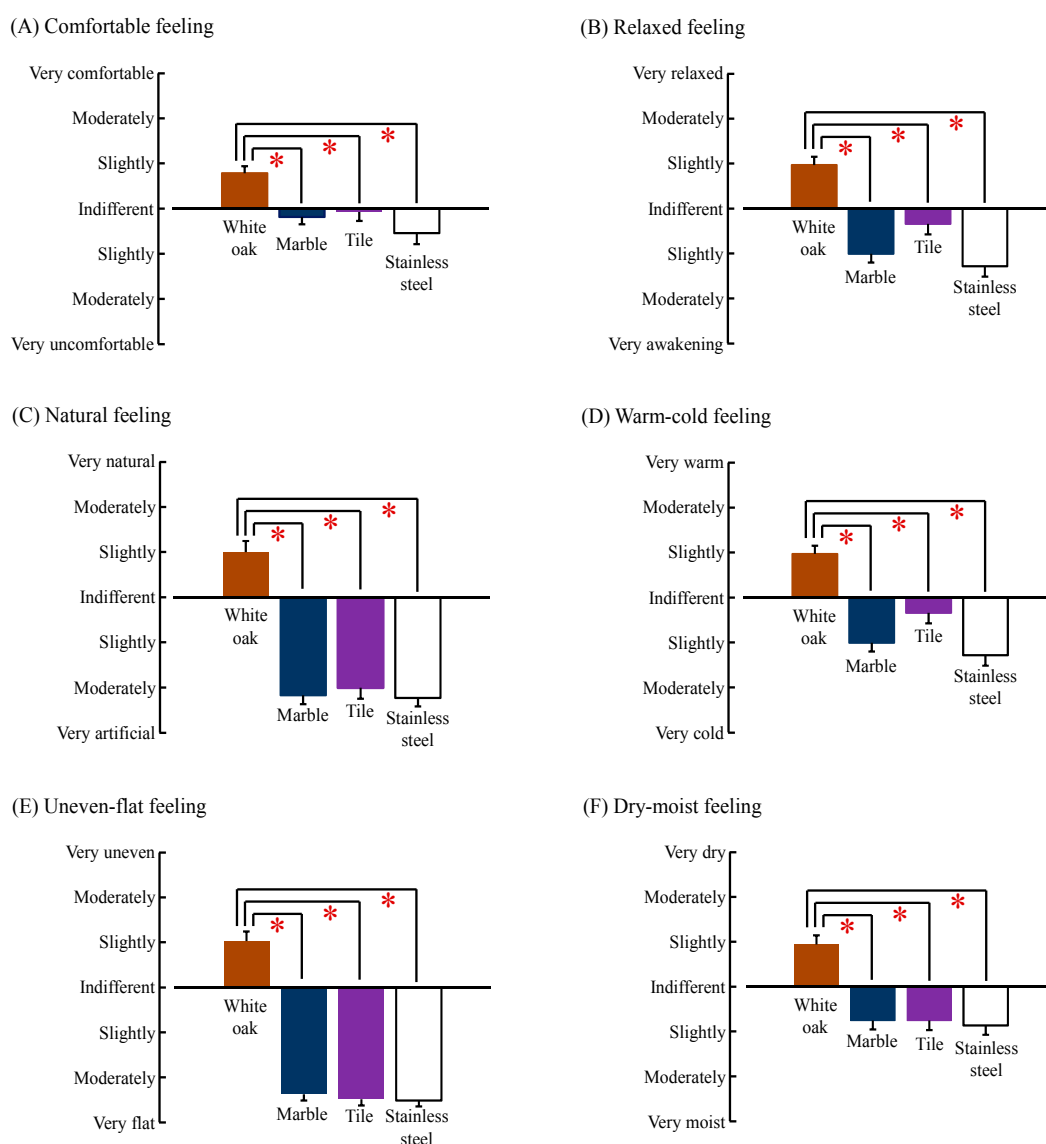 (A) Comfortable feeling
Very comfortable
Moderately
Slightly
Indifferent
Slightly
Moderately
Very uncomfortable
* * *
White
oak
Marble
Tile
Stainless
steel
(B) Relaxed feeling
Very relaxed
Moderately
Slightly
Indifferent
Slightly
Moderately
Very awakening
* * *
White
oak
Marble
Tile
Stainless
steel
(C) Natural feeling
Very natural
Moderately
Slightly
Indifferent
Slightly
Moderately
Very artificial
* * *
White
oak
Marble
Tile
Stainless
steel
(D) Warm-cold feeling
Very warm
Moderately
Slightly
Indifferent
Slightly
Moderately
Very cold
* * *
White
oak
Marble
Tile
Stainless
steel
(E) Uneven-flat feeling
Very uneven
Moderately
Slightly
Indifferent
Slightly
Moderately
Very flat
* * *
White
oak
Marble
Tile
Stainless
steel
(F) Dry-moist feeling
Very dry
Moderately
Slightly
Indifferent
Slightly
Moderately
Very moist
* * *
White
oak
Marble
Tile
Stainless
steel